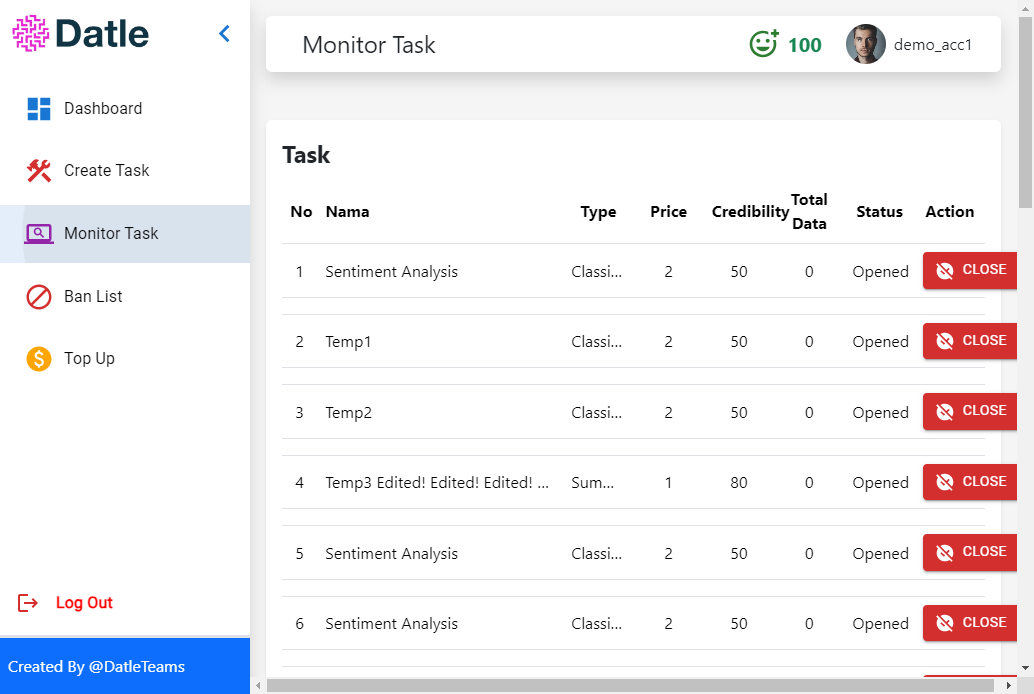 Datle
Dashboard
Create Task
Monitor Task
Ban List
Top Up
Log Out
Created By @DatleTeams
Monitor Task
100 demo_acc1
Task
No Nama Type Price Credibility Total Data Status Action
1 Sentiment Analysis Classi... 2 50 0 Opened CLOSE
2 Temp1 Classi... 2 50 0 Opened CLOSE
3 Temp2 Classi... 2 50 0 Opened CLOSE
4 Temp3 Edited! Edited! Edited! ... Sum... 1 80 0 Opened CLOSE
5 Sentiment Analysis Classi... 2 50 0 Opened CLOSE
6 Sentiment Analysis Classi... 2 50 0 Opened CLOSE